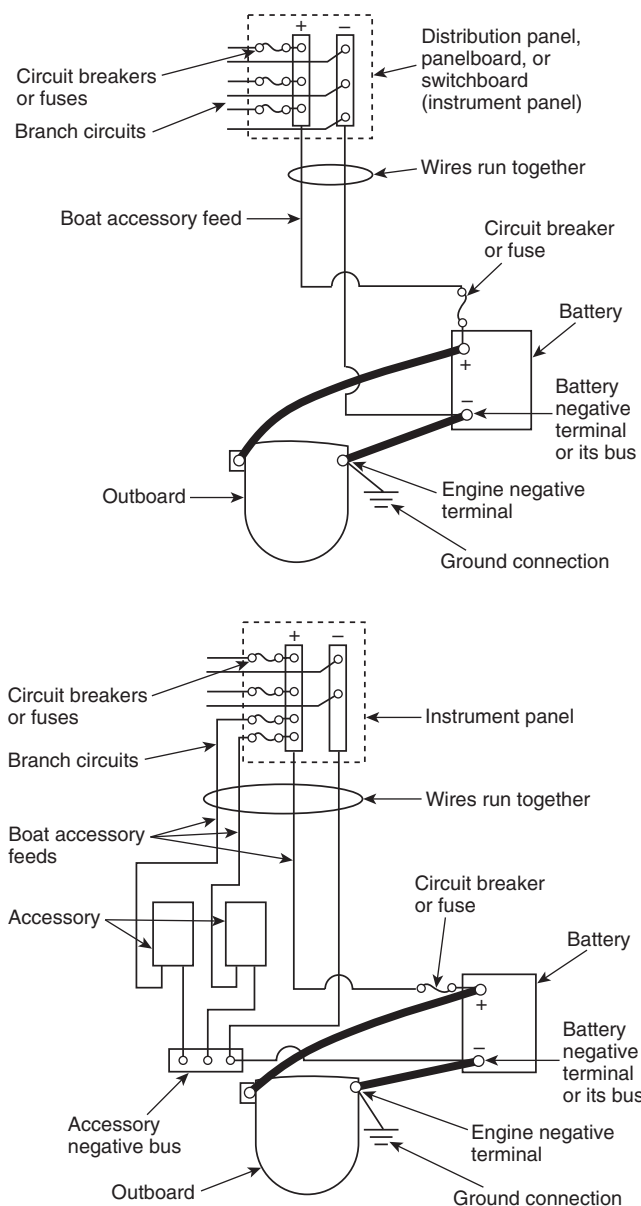 + −
Distribution panel,
panelboard, or
switchboard
(instrument panel)
Circuit breakers
or fuses
Branch circuits
Wires run together
Boat accessory feed
Circuit breaker
or fuse
Battery
+
−
Battery
negative
terminal
or its bus
Outboard
Engine negative
terminal
Ground connection
+ −
Circuit breakers
or fuses
Instrument panel
Branch circuits
Wires run together
Boat accessory
feeds
Circuit breaker
or fuse
Accessory
Battery
+
−
Battery
negative
terminal
or its bus
Accessory
negative bus
Engine negative
terminal
Outboard
Ground connection